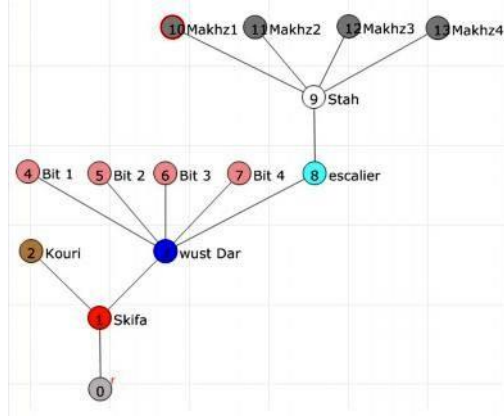 10 Makhz1 11 Makhz2 12 Makhz3 13 Makhz4
9 Stah
4 Bit 1 5 Bit 2 6 Bit 3 7 Bit 4 8 escalier
2 Kouri 3 wust Dar
1 Skifa
0